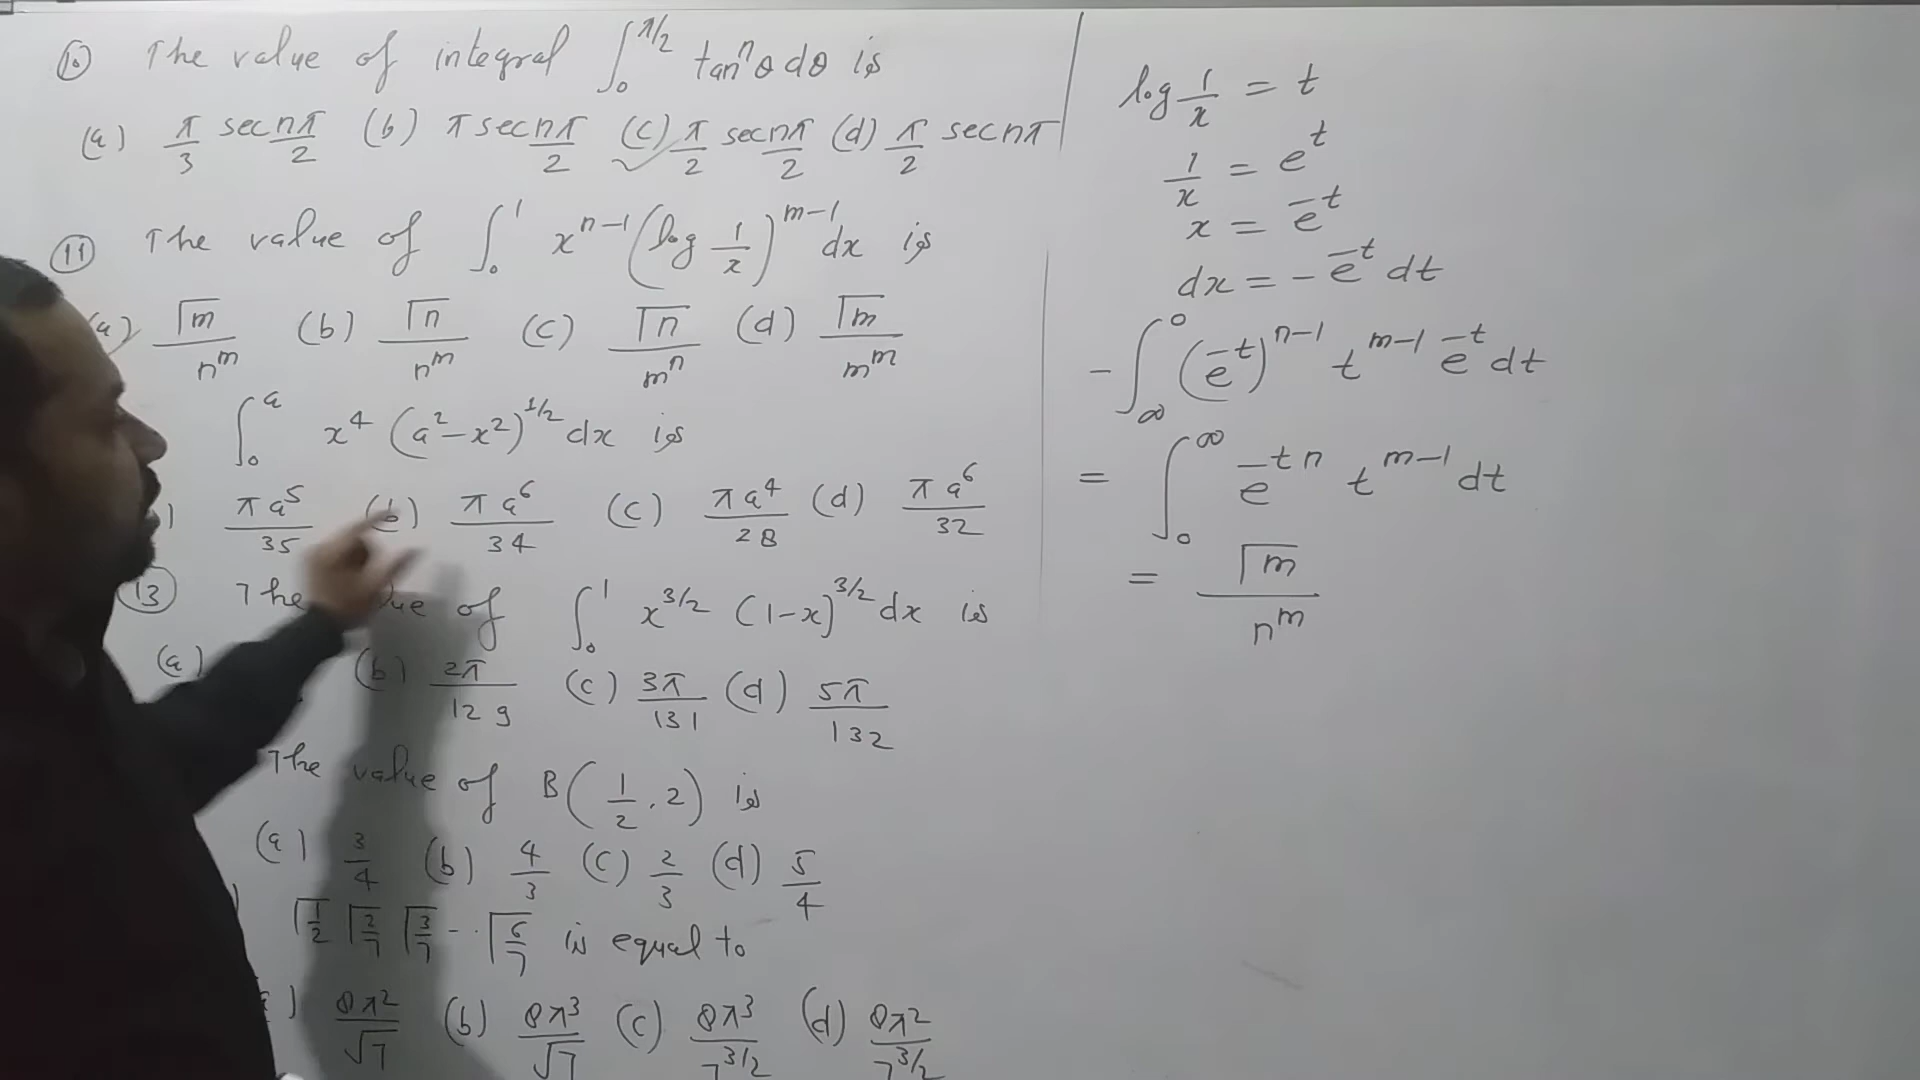 ⑩ The value of integral ∫₀^{π/2} tanⁿθ dθ is
(a) π/3 sec nπ/2 (b) π sec nπ/2 (c) π/2 sec nπ/2 (d) π/2 sec nπ
⑪ The value of ∫₀¹ x^{n-1} (log 1/x)^{m-1} dx is
(a) Γm/n^m (b) Γn/n^m (c) Γn/m^n (d) Γm/m^m
∫₀^a x⁴ (a²-x²)^{1/2} dx is
) πa⁵/35 (b) πa⁶/34 (c) πa⁴/28 (d) πa⁶/32
⑬ The value of ∫₀¹ x^{3/2} (1-x)^{3/2} dx is
(a) (b) 2π/129 (c) 3π/131 (d) 5π/132
The value of B(1/2, 2) is
(a) 3/4 (b) 4/3 (c) 2/3 (d) 5/4
Γ1/2 Γ2/7 Γ3/7 -.. Γ6/7 is equal to
) 8π²/√7 (b) 8π³/√7 (c) 8π³/7^{3/2} (d) 8π²/7^{3/2}
log 1/x = t
1/x = e^t
x = e^{-t}
dx = -e^{-t} dt
-∫_∞^0 (e^{-t})^{n-1} t^{m-1} e^{-t} dt
= ∫₀^∞ e^{-tn} t^{m-1} dt
= Γm/n^m